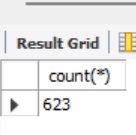 Result Grid
count(*)
623